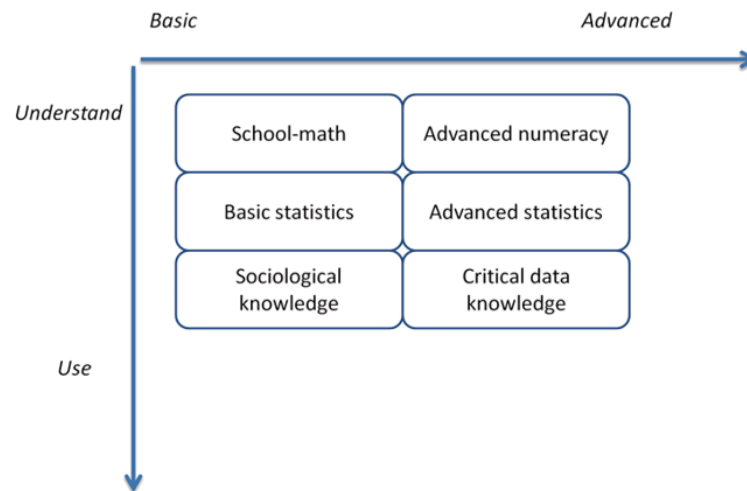 Basic
Advanced
Understand
School-math
Advanced numeracy
Basic statistics
Advanced statistics
Sociological
knowledge
Critical data
knowledge
Use